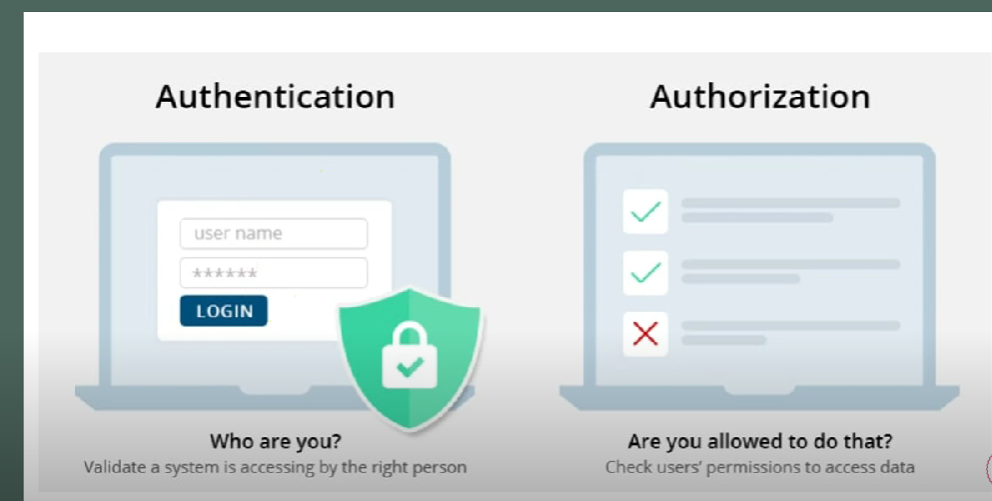 Authentication
user name
******
LOGIN
Who are you?
Validate a system is accessing by the right person
Authorization
Are you allowed to do that?
Check users' permissions to access data